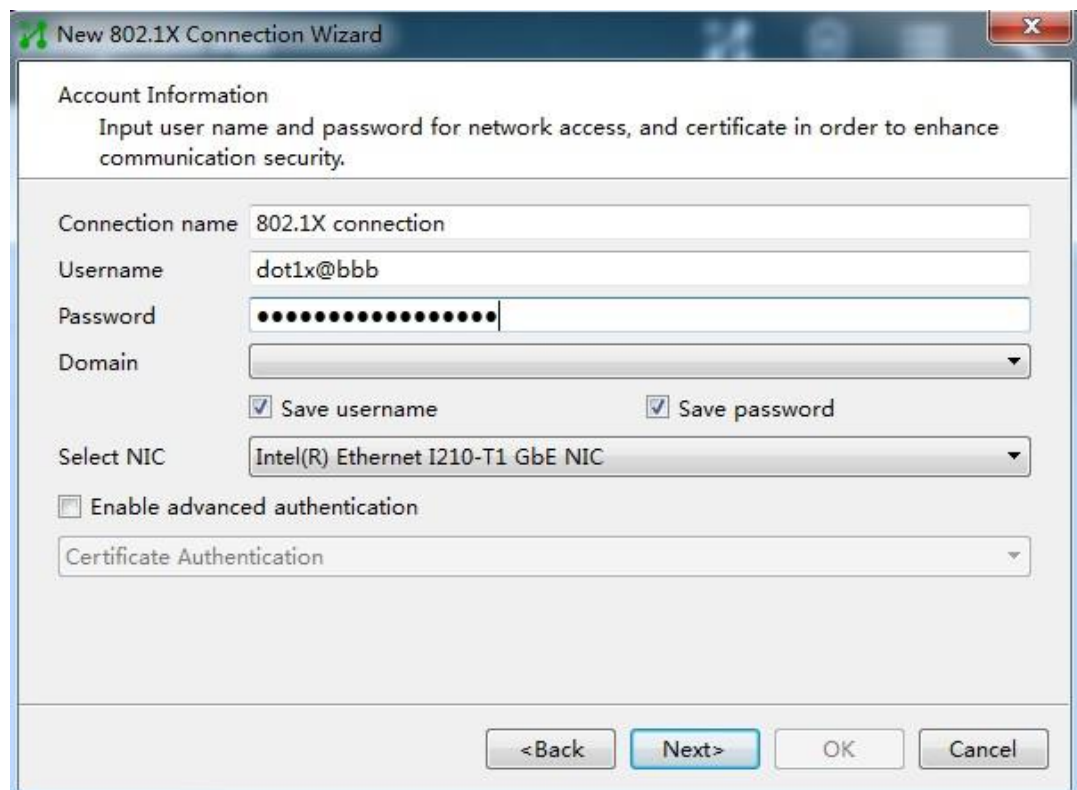 New 802.1X Connection Wizard
Account Information
Input user name and password for network access, and certificate in order to enhance
communication security.
Connection name 802.1X connection
Username dot1x@bbb
Password •••••••••••••••••
Domain
Save username Save password
Select NIC Intel(R) Ethernet I210-T1 GbE NIC
Enable advanced authentication
Certificate Authentication
<Back Next> OK Cancel